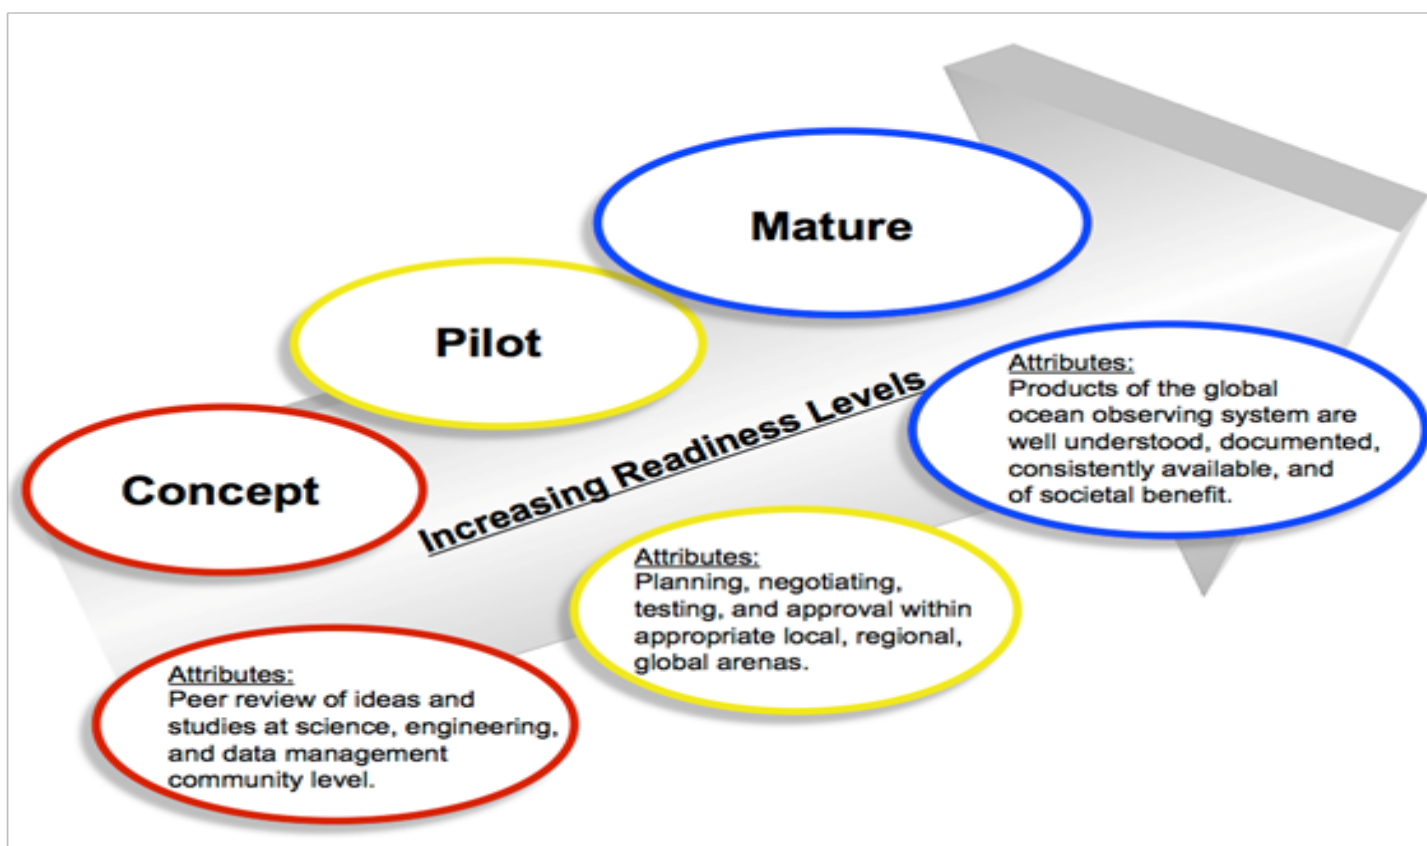 Mature
Pilot
Concept
Increasing Readiness Levels
Attributes:
Peer review of ideas and
studies at science, engineering,
and data management
community level.
Attributes:
Planning, negotiating,
testing, and approval within
appropriate local, regional,
global arenas.
Attributes:
Products of the global
ocean observing system are
well understood, documented,
consistently available, and
of societal benefit.